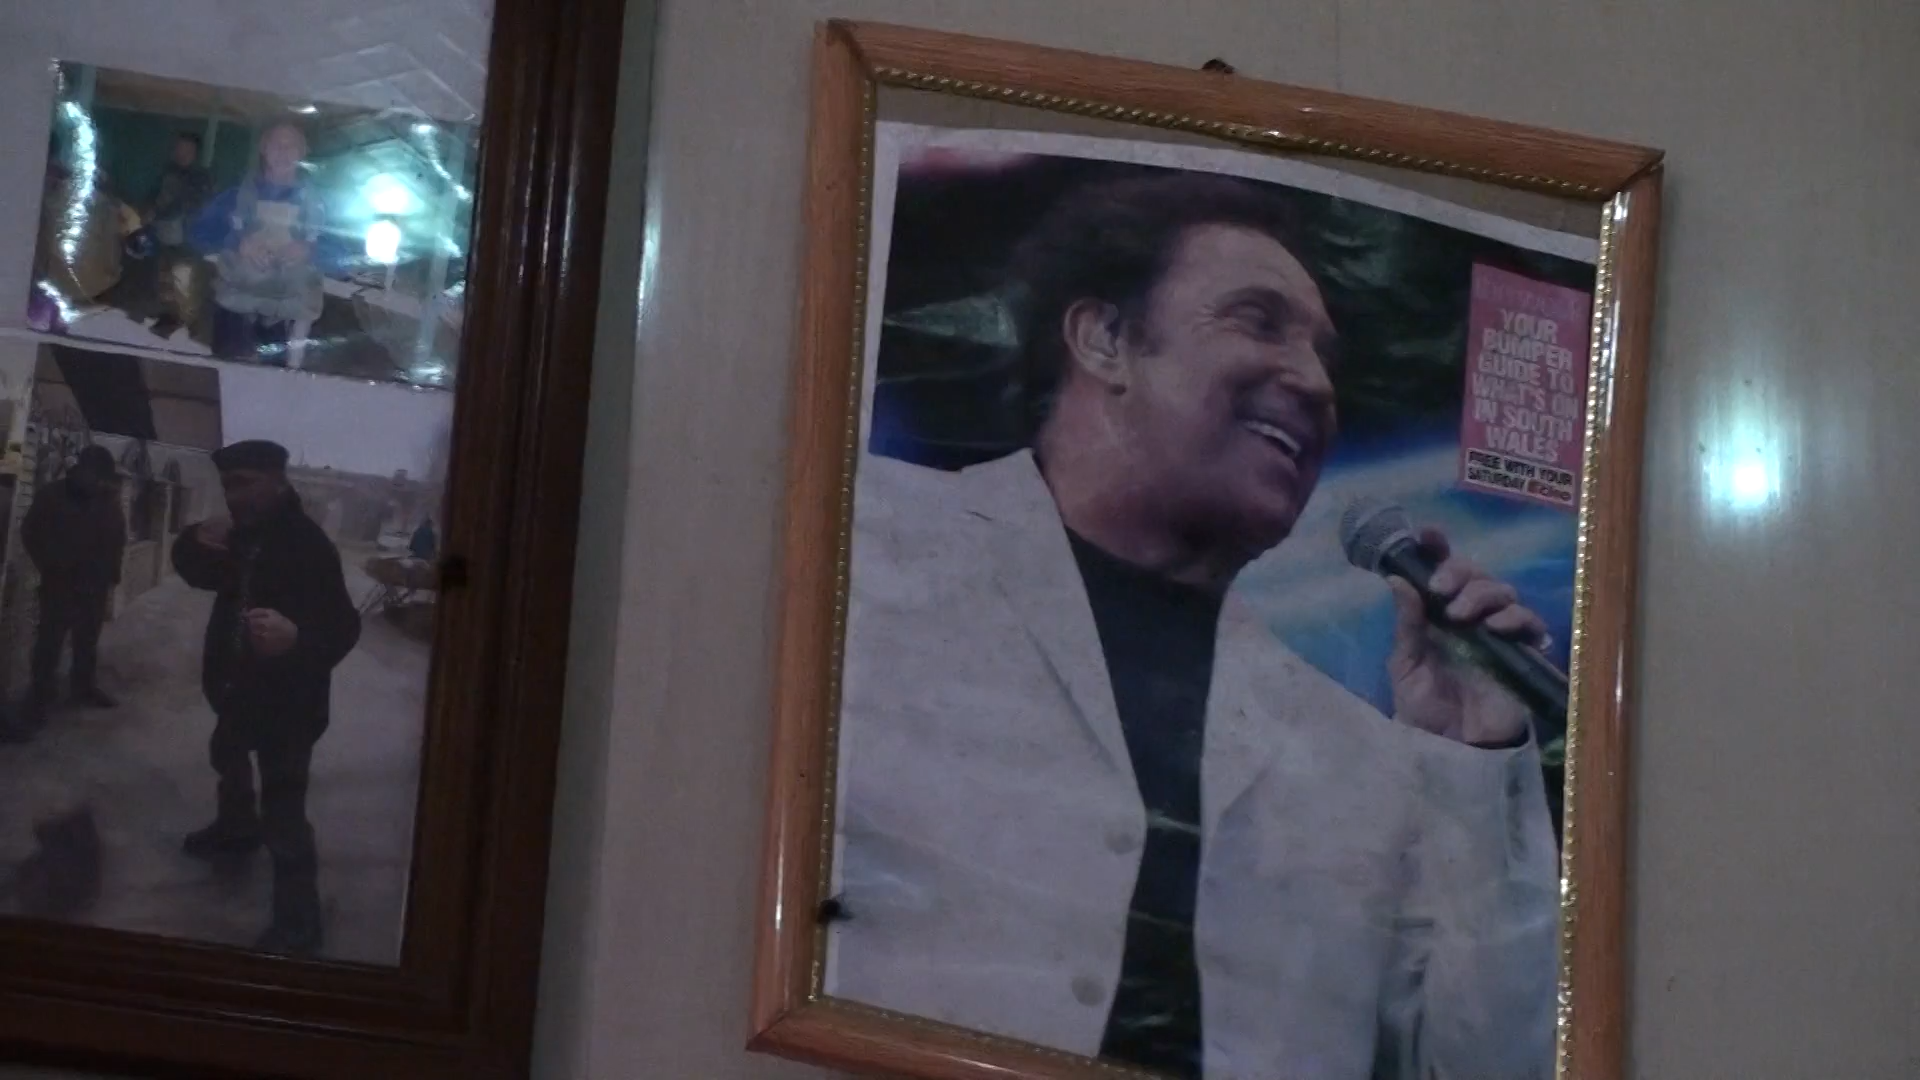 YOUR
BUMPER
GUIDE TO
WHAT'S ON
IN SOUTH
WALES
FREE WITH YOUR
SATURDAY